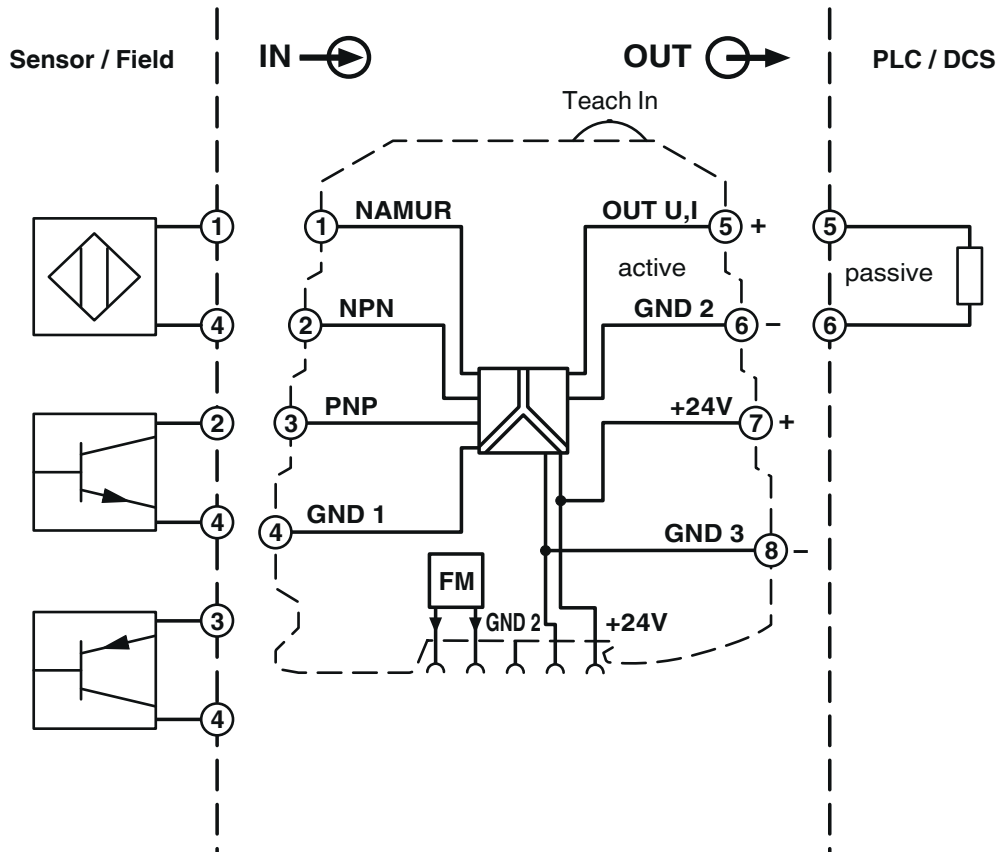 Sensor / Field
IN
OUT
PLC / DCS
Teach In
1
4
2
4
3
4
1
NAMUR
2
NPN
3
PNP
4
GND 1
OUT U,I
5
+
active
GND 2
6
–
+24V
7
+
GND 3
8
–
FM
GND 2
+24V
5
passive
6